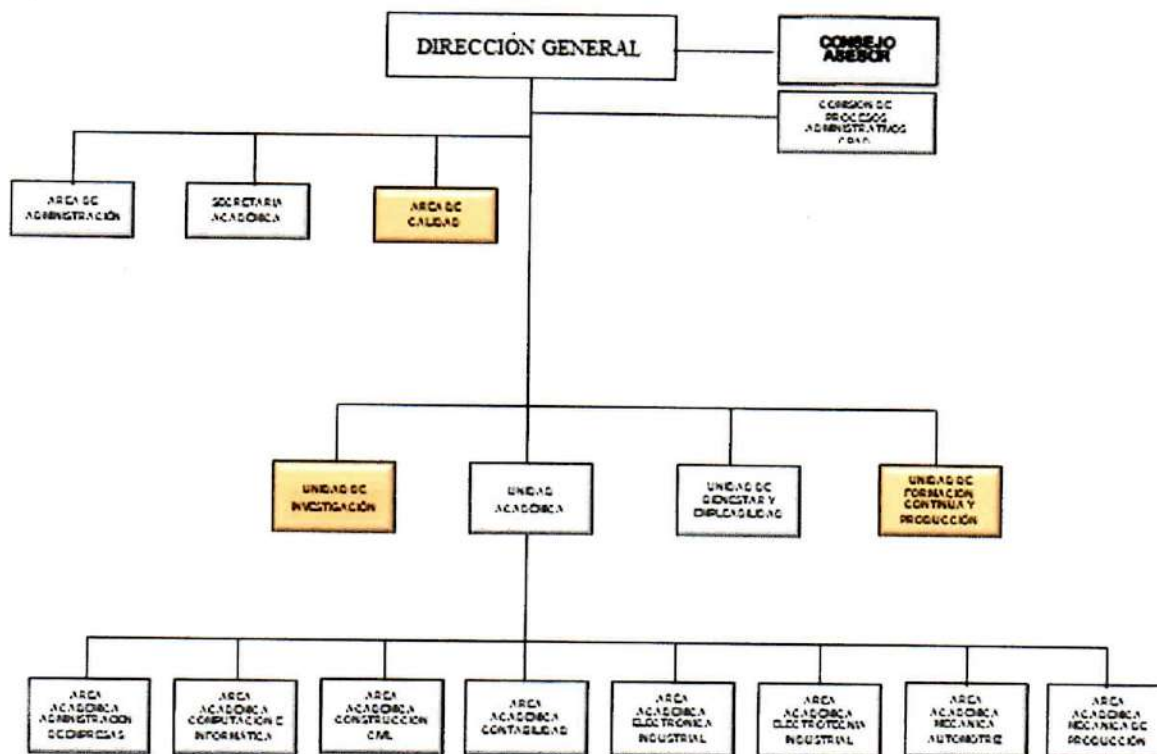 DIRECCIÓN GENERAL
CONSEJO
ASESOR
COMISION DE
PROCESOS
ADMINISTRATIVOS
AREA DE
ADMINISTRACIÓN
SECRETARIA
ACADÉMICA
AREA DE
CALIDAD
UNIDAD DE
INVESTIGACIÓN
UNIDAD
ACADÉMICA
UNIDAD DE
BIENESTAR Y
EMPLEABILIDAD
UNIDAD DE
FORMACION
CONTINUA Y
PRODUCCIÓN
AREA
ACADÉMICA
ADMINISTRACIÓN
DE EMPRESAS
AREA
ACADÉMICA
COMPUTACION E
INFORMÁTICA
AREA
ACADÉMICA
CONSTRUCCIÓN
CIVIL
AREA
ACADÉMICA
CONTABILIDAD
AREA
ACADÉMICA
ELECTRÓNICA
INDUSTRIAL
AREA
ACADÉMICA
ELECTROTECNIA
INDUSTRIAL
AREA
ACADÉMICA
MECÁNICA
AUTOMOTRIZ
AREA
ACADÉMICA
MECÁNICA DE
PRODUCCIÓN